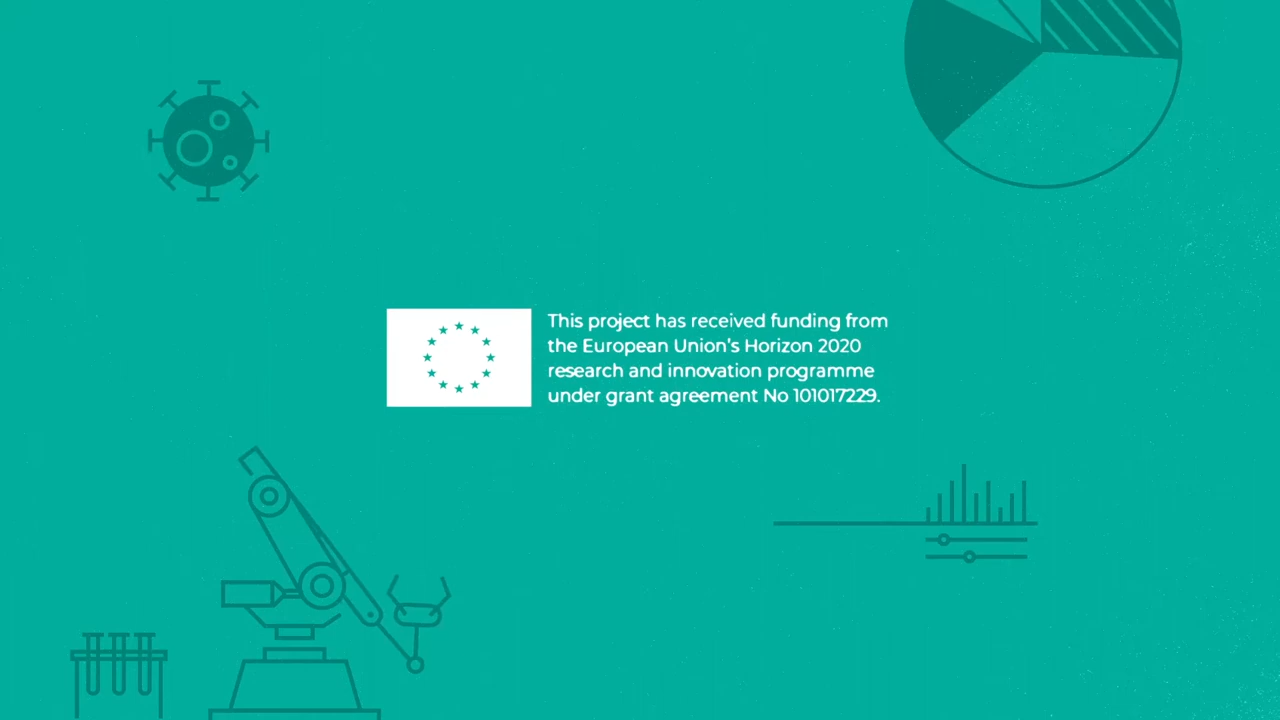 This project has received funding from
the European Union's Horizon 2020
research and innovation programme
under grant agreement No 101017229.